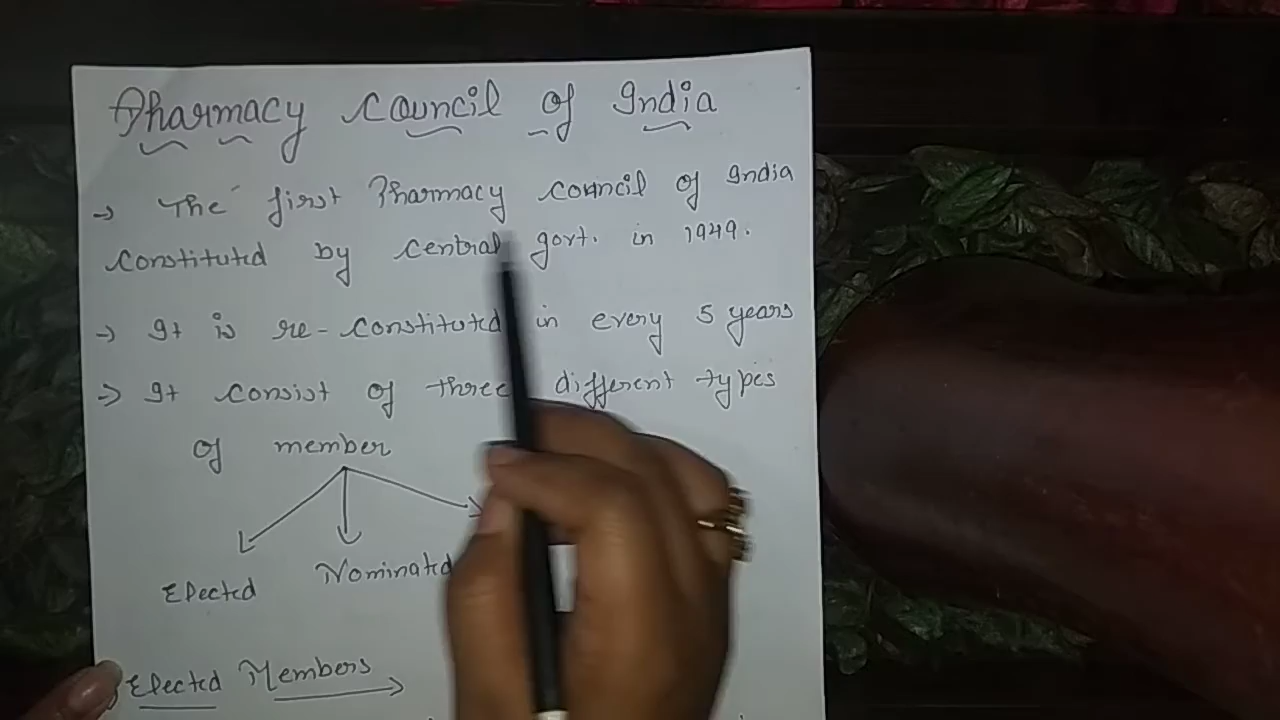 Pharmacy Council of India
→ The first Pharmacy council of India
constituted by central govt. in 1949.
→ It is re-constituted in every 5 years
→ It consist of three different types
of member
Elected Nominated
Elected Members →